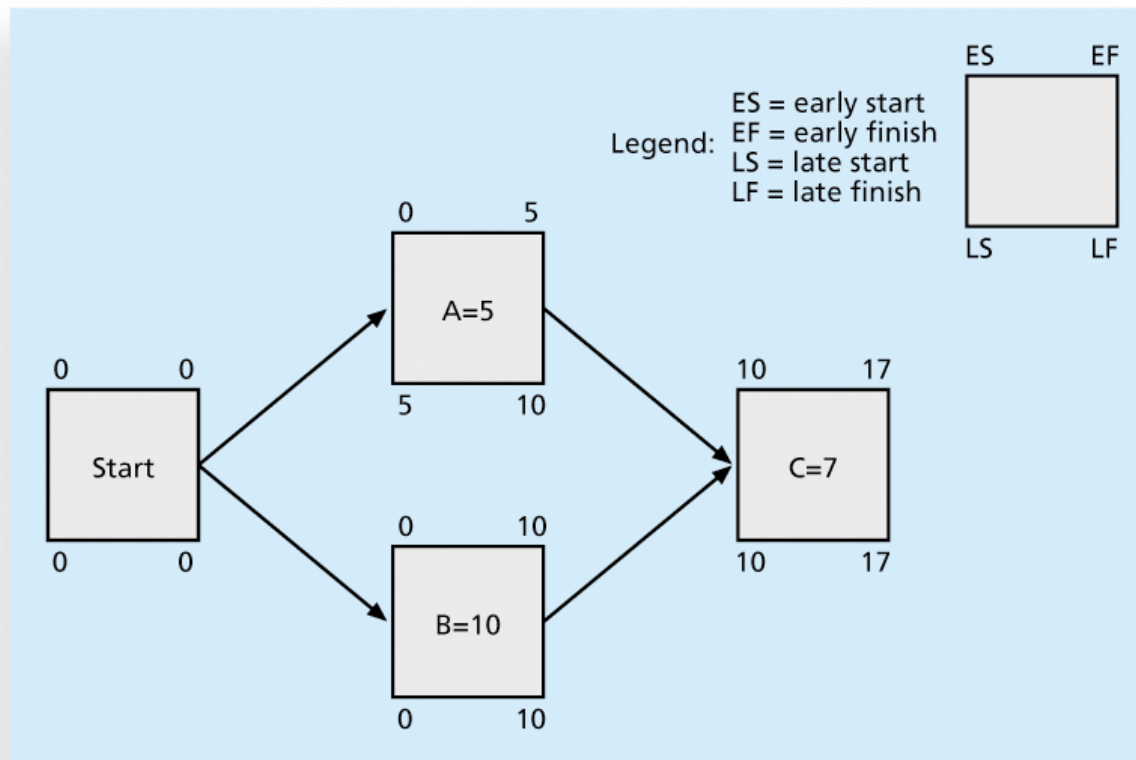 ES EF
ES = early start
EF = early finish
Legend:
LS = late start
LF = late finish
LS LF
0 5
A=5
5 10
0 0
Start
0 0
10 17
C=7
10 17
0 10
B=10
0 10